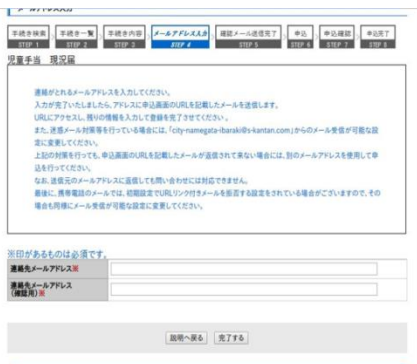 メールアドレス入力
手続き検索 手続き一覧 手続き内容 メールアドレス入力 確認メール送信完了 申込 申込確認 申込完了
STEP 1 STEP 2 STEP 3 STEP 4 STEP 5 STEP 6 STEP 7 STEP 8
児童手当 現況届
連絡がとれるメールアドレスを入力してください。
入力が完了いたしましたら、アドレスに申込画面のURLを記載したメールを送信します。
URLにアクセスし、残りの情報を入力して登録を完了させてください。
また、迷惑メール対策等を行っている場合には、「city-namegata-ibaraki@s-kantan.com」からのメール受信が可能な設
定に変更してください。
上記の対策を行っても、申込画面のURLを記載したメールが返信されて来ない場合には、別のメールアドレスを使用して申
込を行ってください。
なお、送信元のメールアドレスに返信しても問い合わせには対応できません。
最後に、携帯電話のメールでは、初期設定でURLリンク付きメールを拒否する設定をされている場合がございますので、その
場合も同様にメール受信が可能な設定に変更してください。
※印があるものは必須です。
連絡先メールアドレス※
連絡先メールアドレス
(確認用)※
説明へ戻る 完了する